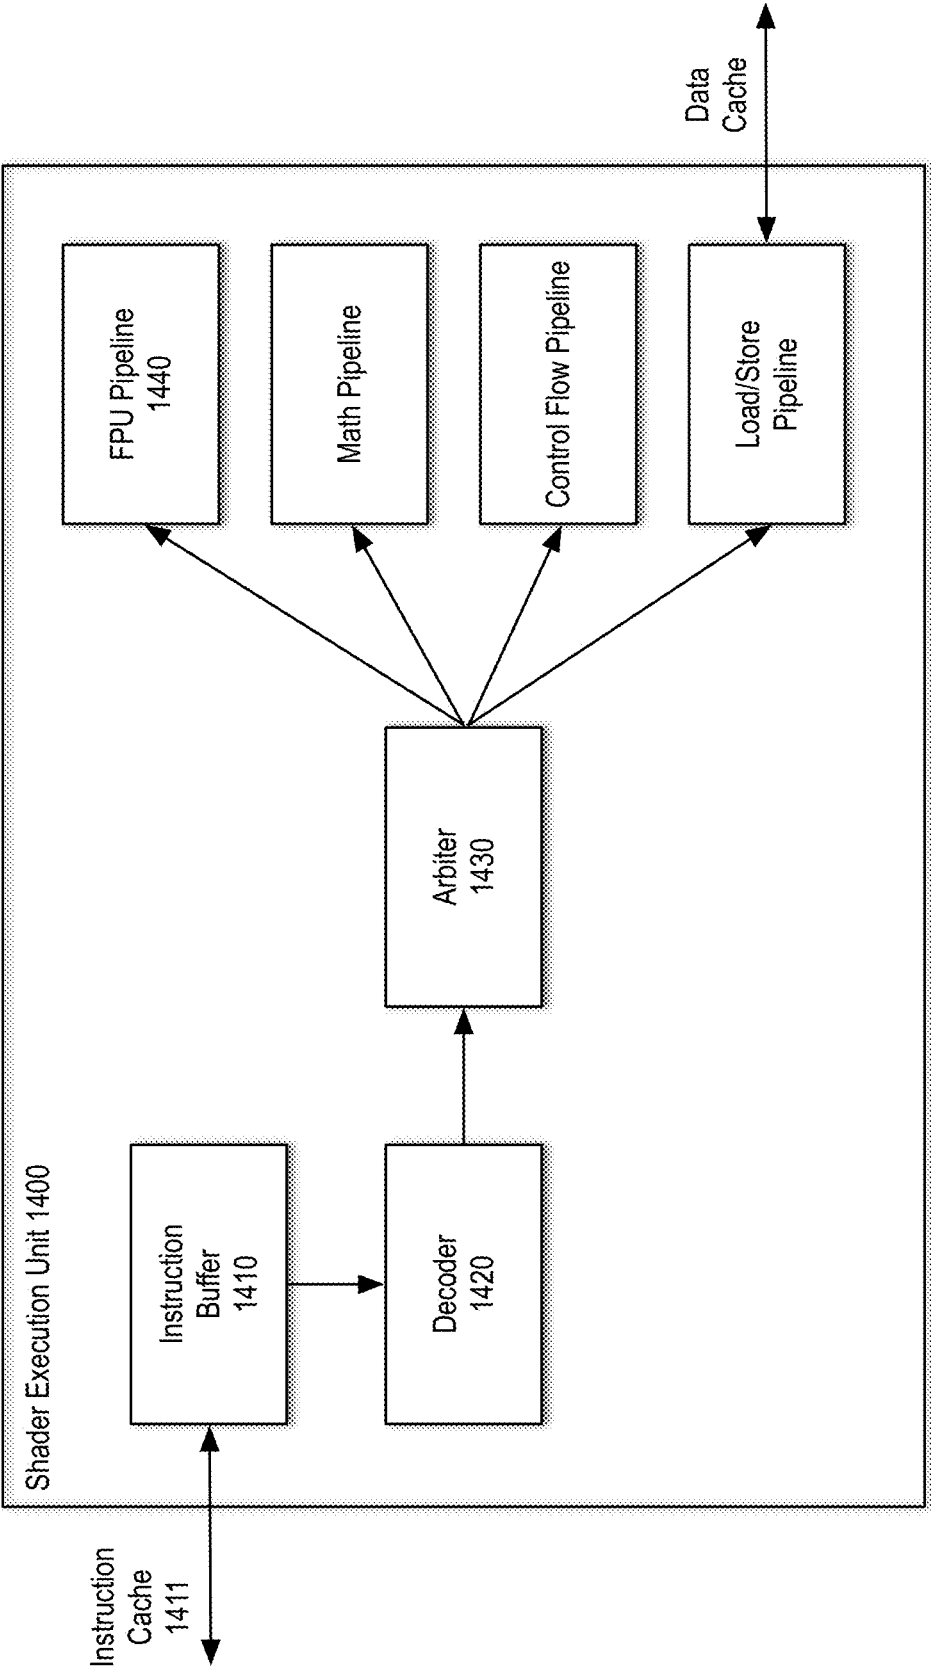 Shader Execution Unit 1400
Instruction
Cache
1411
Instruction
Buffer
1410
Decoder
1420
Arbiter
1430
FPU Pipeline
1440
Math Pipeline
Control Flow Pipeline
Load/Store
Pipeline
Data
Cache